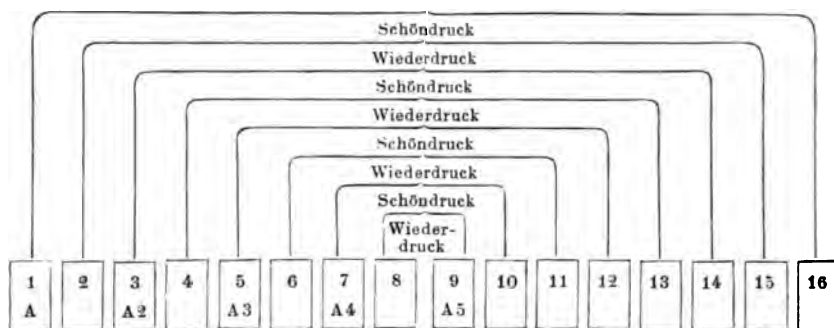 Schöndruck
Wiederdruck
Schöndruck
Wiederdruck
Schöndruck
Wiederdruck
Schöndruck
Wieder-
druck
1 2 3 4 5 6 7 8 9 10 11 12 13 14 15 16
A A2 A3 A4 A5